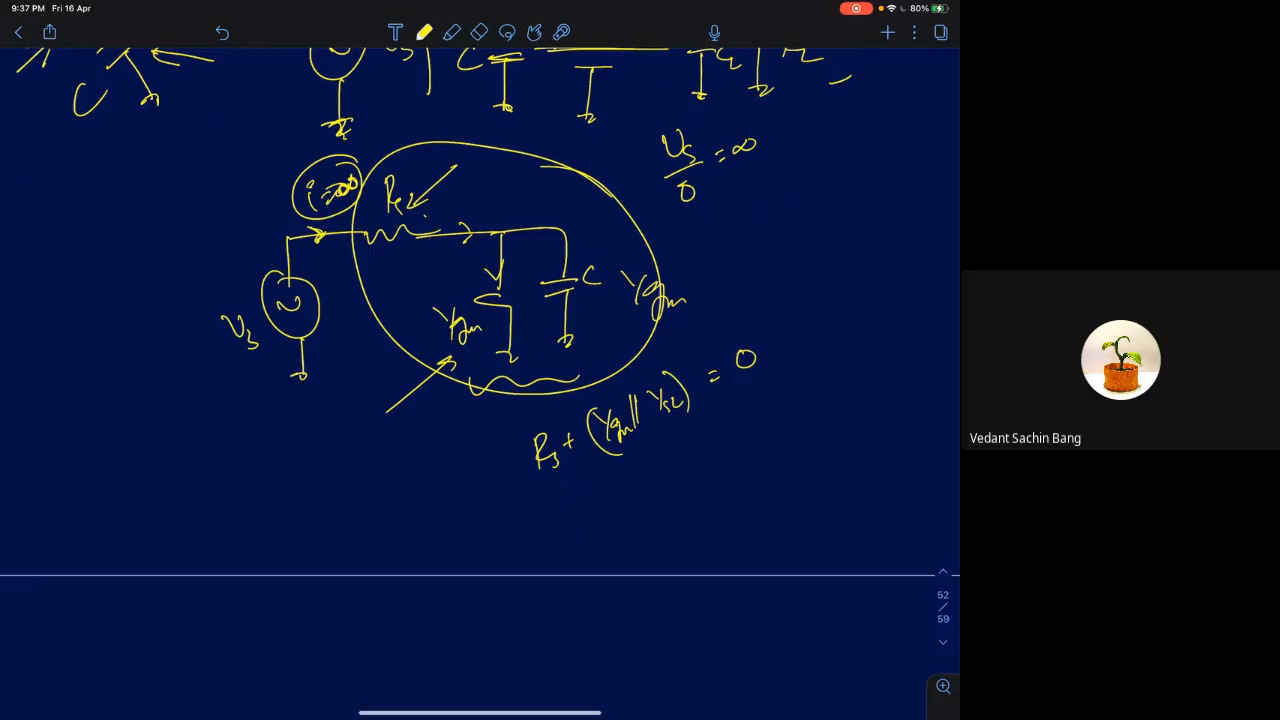 9:37 PM Fri 16 Apr
80%
T
C
C
Vs/0 = ∞
i=∞
Rs
C
1/gm
1/gm
Vs
Rs + (1/gm || 1/sc) = 0
Vedant Sachin Bang
52
/
59